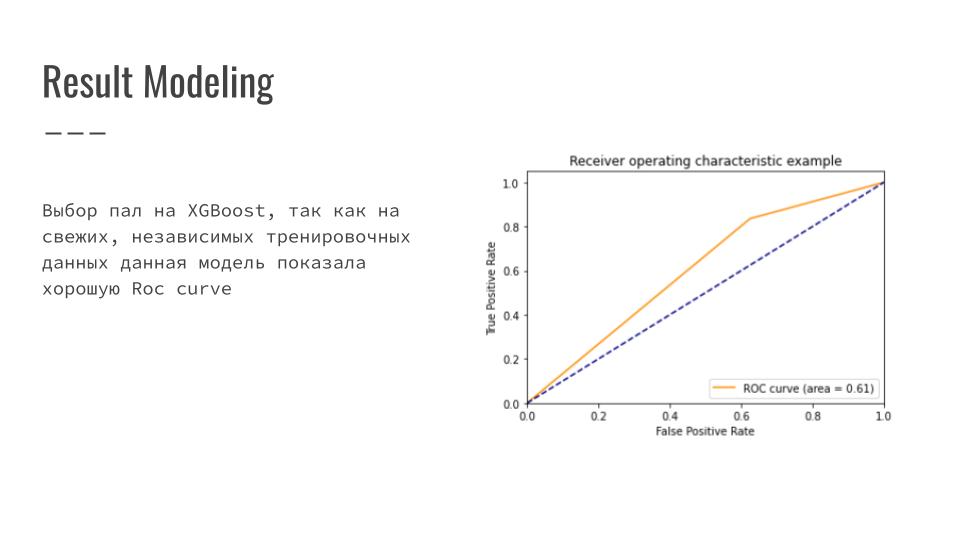 Result Modeling
Выбор пал на XGBoost, так как на
свежих, независимых тренировочных
данных данная модель показала
хорошую Roc curve
Receiver operating characteristic example
True Positive Rate
1.0
0.8
0.6
0.4
0.2
0.0
ROC curve (area = 0.61)
0.0 0.2 0.4 0.6 0.8 1.0
False Positive Rate